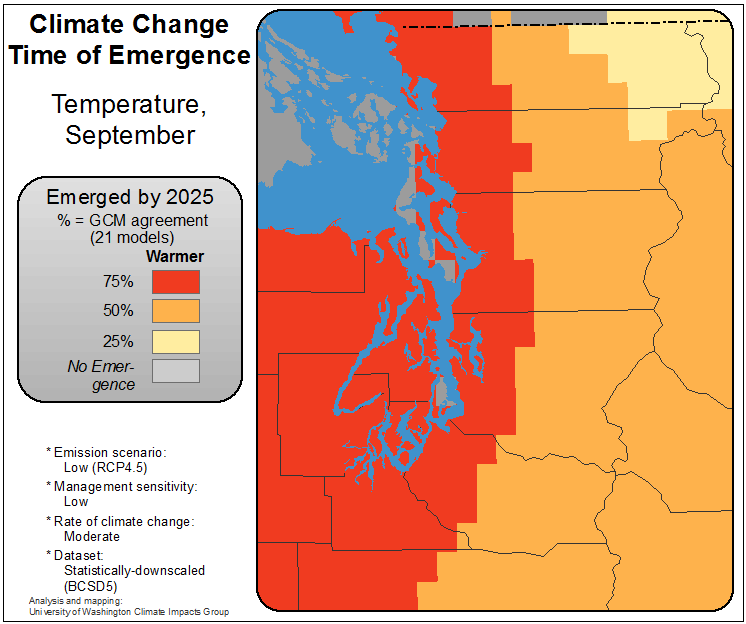 Climate Change
Time of Emergence
Temperature,
September
Emerged by 2025
% = GCM agreement
(21 models)
Warmer
75%
50%
25%
No Emer-
gence
* Emission scenario:
Low (RCP4.5)
* Management sensitivity:
Low
* Rate of climate change:
Moderate
* Dataset:
Statistically-downscaled
(BCSD5)
Analysis and mapping:
University of Washington Climate Impacts Group